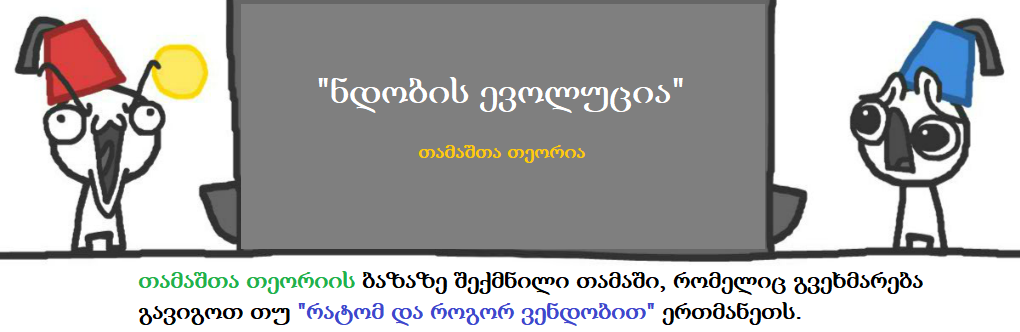 "ნდობის ევოლუცია"
თამაშთა თეორია
თამაშთა თეორიის ბაზაზე შექმნილი თამაში, რომელიც გვეხმარება
გავიგოთ თუ "რატომ და როგორ ვენდობით" ერთმანეთს.